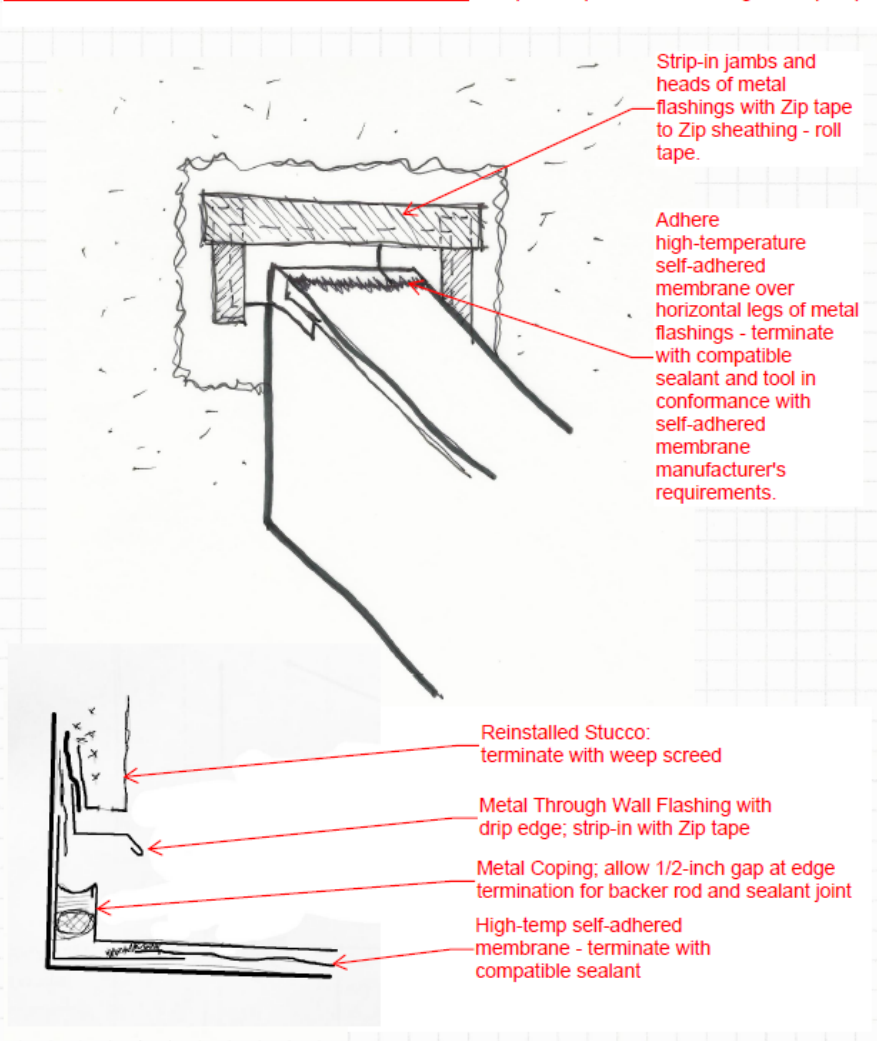 Strip-in jambs and
heads of metal
flashings with Zip tape
to Zip sheathing - roll
tape.
Adhere
high-temperature
self-adhered
membrane over
horizontal legs of metal
flashings - terminate
with compatible
sealant and tool in
conformance with
self-adhered
membrane
manufacturer's
requirements.
Reinstalled Stucco:
terminate with weep screed
Metal Through Wall Flashing with
drip edge; strip-in with Zip tape
Metal Coping; allow 1/2-inch gap at edge
termination for backer rod and sealant joint
High-temp self-adhered
membrane - terminate with
compatible sealant